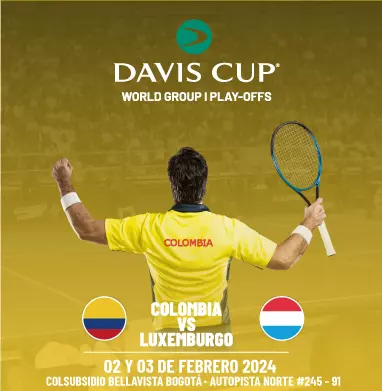 DAVIS CUP
WORLD GROUP I PLAY-OFFS
COLOMBIA
COLOMBIA
VS
LUXEMBURGO
02 Y 03 DE FEBRERO 2024
COLSUBSIDIO BELLAVISTA BOGOTÁ - AUTOPISTA NORTE #245 - 91